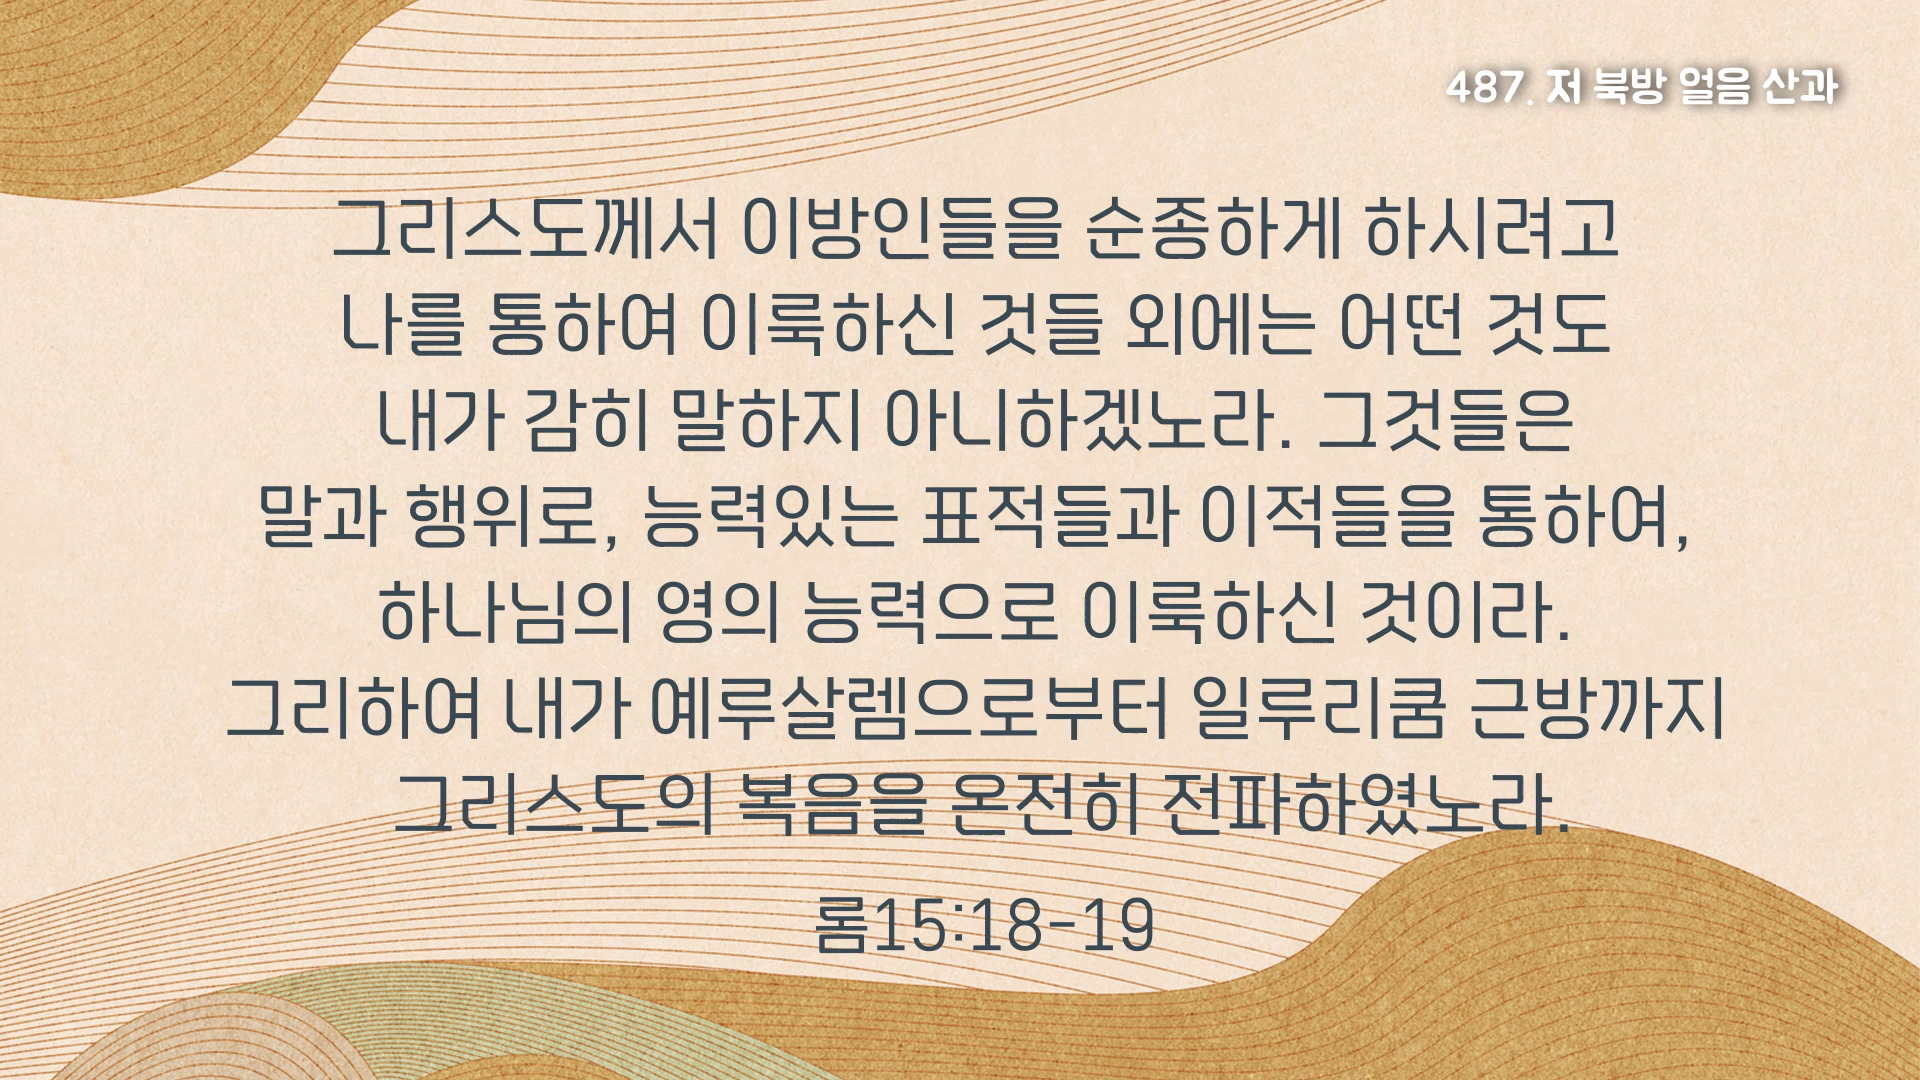 487. 저 북방 얼음 산과
그리스도께서 이방인들을 순종하게 하시려고
나를 통하여 이룩하신 것들 외에는 어떤 것도
내가 감히 말하지 아니하겠노라. 그것들은
말과 행위로, 능력있는 표적들과 이적들을 통하여,
하나님의 영의 능력으로 이룩하신 것이라.
그리하여 내가 예루살렘으로부터 일루리쿰 근방까지
그리스도의 복음을 온전히 전파하였노라.
롬15:18-19